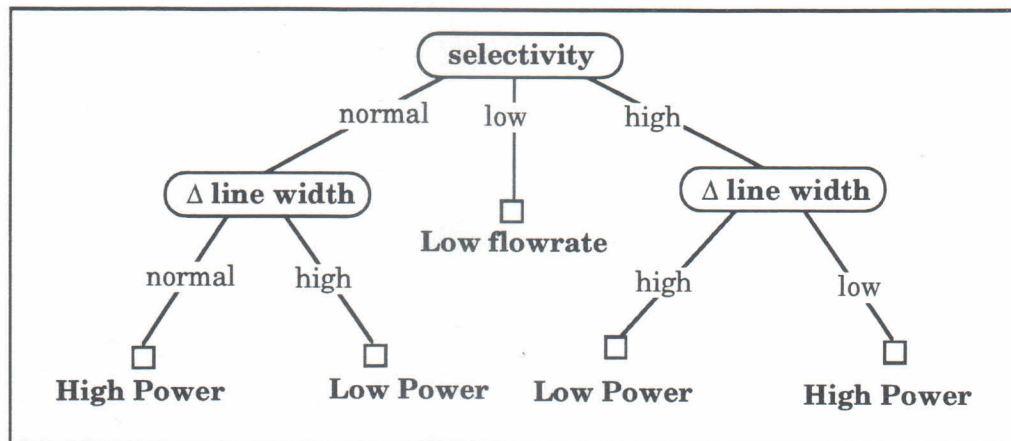 selectivity
normal
low
high
Δ line width
Δ line width
Low flowrate
normal
high
high
low
High Power
Low Power
Low Power
High Power